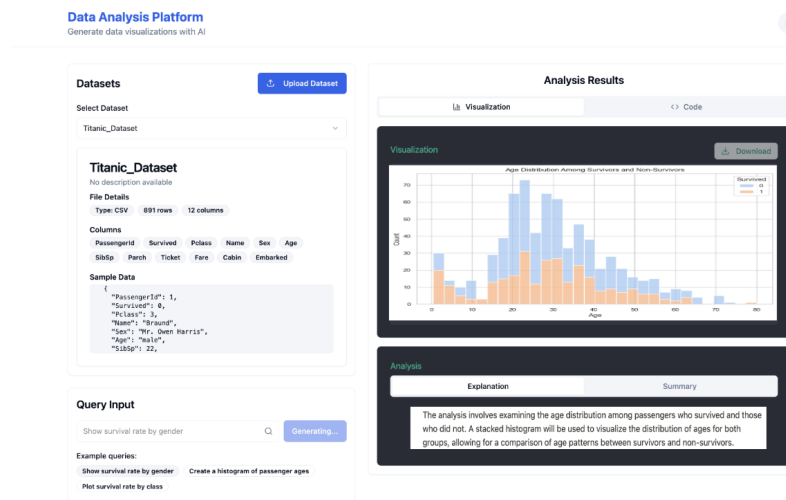 Data Analysis Platform
Generate data visualizations with AI
Datasets
Upload Dataset
Select Dataset
Titanic_Dataset
Titanic_Dataset
No description available
File Details
Type: CSV 891 rows 12 columns
Columns
PassengerId Survived Pclass Name Sex Age
SibSp Parch Ticket Fare Cabin Embarked
Sample Data
{
"PassengerId": 1,
"Survived": 0,
"Pclass": 3,
"Name": "Braund",
"Sex": "Mr. Owen Harris",
"Age": "male",
"SibSp": 22,
Query Input
Show survival rate by gender
Generating...
Example queries:
Show survival rate by gender Create a histogram of passenger ages
Plot survival rate by class
Analysis Results
Visualization
<> Code
Visualization
Download
Age Distribution Among Survivors and Non-Survivors
Survived
0
1
Count
70
60
50
40
30
20
10
0
0 10 20 30 40 50 60 70 80
Age
Analysis
Explanation Summary
The analysis involves examining the age distribution among passengers who survived and those
who did not. A stacked histogram will be used to visualize the distribution of ages for both
groups, allowing for a comparison of age patterns between survivors and non-survivors.